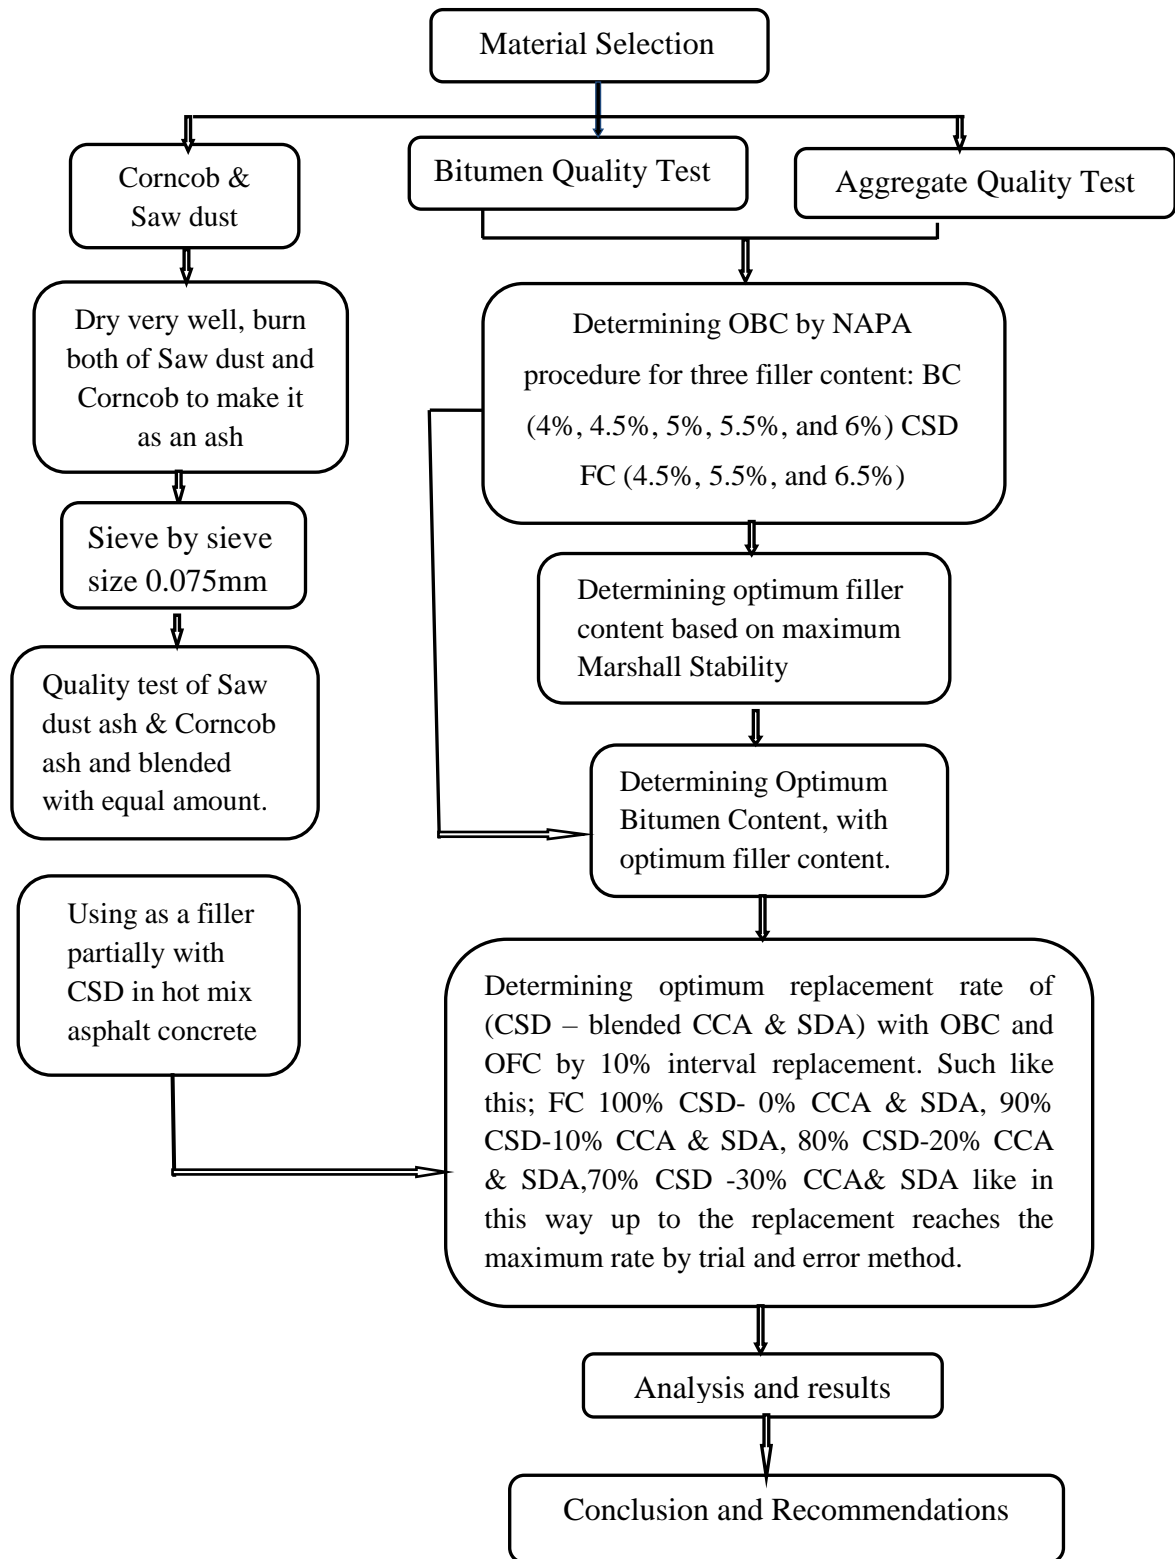 Material Selection
Corncob &
Saw dust
Bitumen Quality Test
Aggregate Quality Test
Dry very well, burn
both of Saw dust and
Corncob to make it
as an ash
Determining OBC by NAPA
procedure for three filler content: BC
(4%, 4.5%, 5%, 5.5%, and 6%) CSD
FC (4.5%, 5.5%, and 6.5%)
Sieve by sieve
size 0.075mm
Determining optimum filler
content based on maximum
Marshall Stability
Quality test of Saw
dust ash & Corncob
ash and blended
with equal amount.
Determining Optimum
Bitumen Content, with
optimum filler content.
Using as a filler
partially with
CSD in hot mix
asphalt concrete
Determining optimum replacement rate of
(CSD – blended CCA & SDA) with OBC and
OFC by 10% interval replacement. Such like
this; FC 100% CSD- 0% CCA & SDA, 90%
CSD-10% CCA & SDA, 80% CSD-20% CCA
& SDA,70% CSD -30% CCA& SDA like in
this way up to the replacement reaches the
maximum rate by trial and error method.
Analysis and results
Conclusion and Recommendations